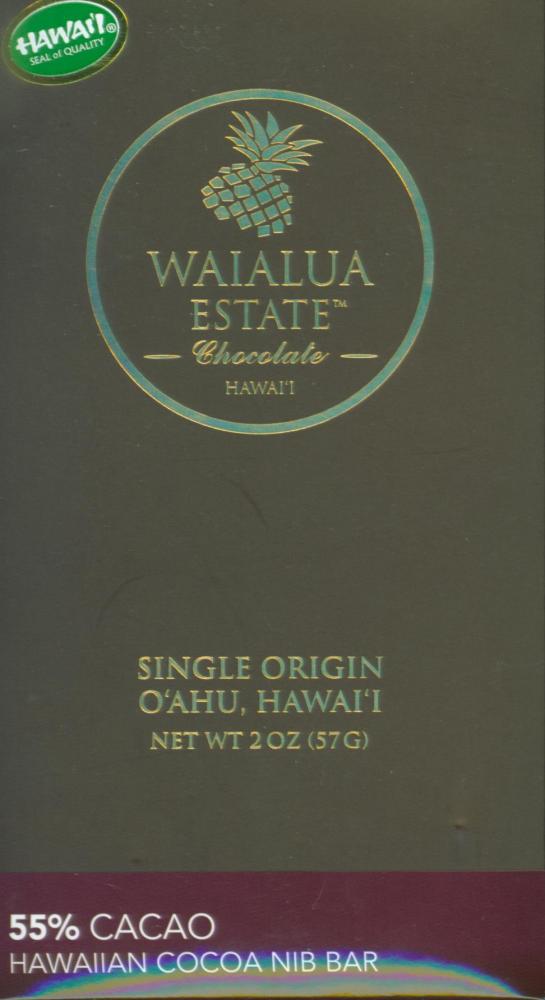 HAWAI'I®
SEAL of QUALITY
WAIALUA
ESTATE™
Chocolate
HAWAI'I
SINGLE ORIGIN
O'AHU, HAWAI'I
NET WT 2 OZ (57G)
55% CACAO
HAWAIIAN COCOA NIB BAR